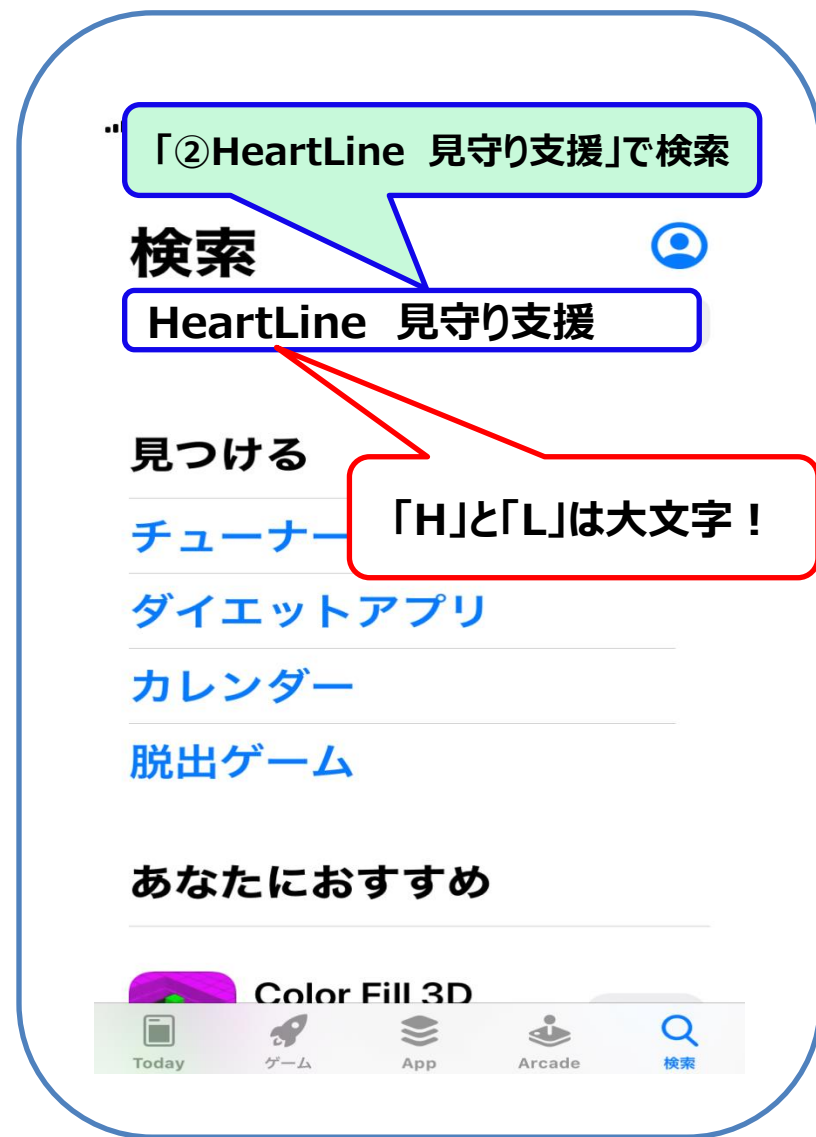 「②HeartLine 見守り支援」で検索
検索
HeartLine 見守り支援
見つける
「H」と「L」は大文字！
チューナー
ダイエットアプリ
カレンダー
脱出ゲーム
あなたにおすすめ
Color Fill 3D
Today
ゲーム
App
Arcade
検索